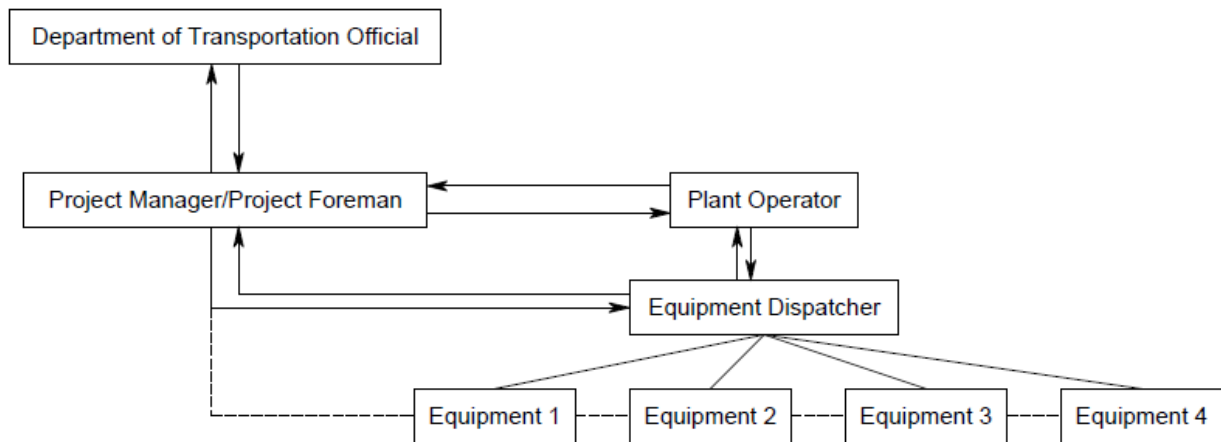 Department of Transportation Official
Project Manager/Project Foreman
Plant Operator
Equipment Dispatcher
Equipment 1
Equipment 2
Equipment 3
Equipment 4